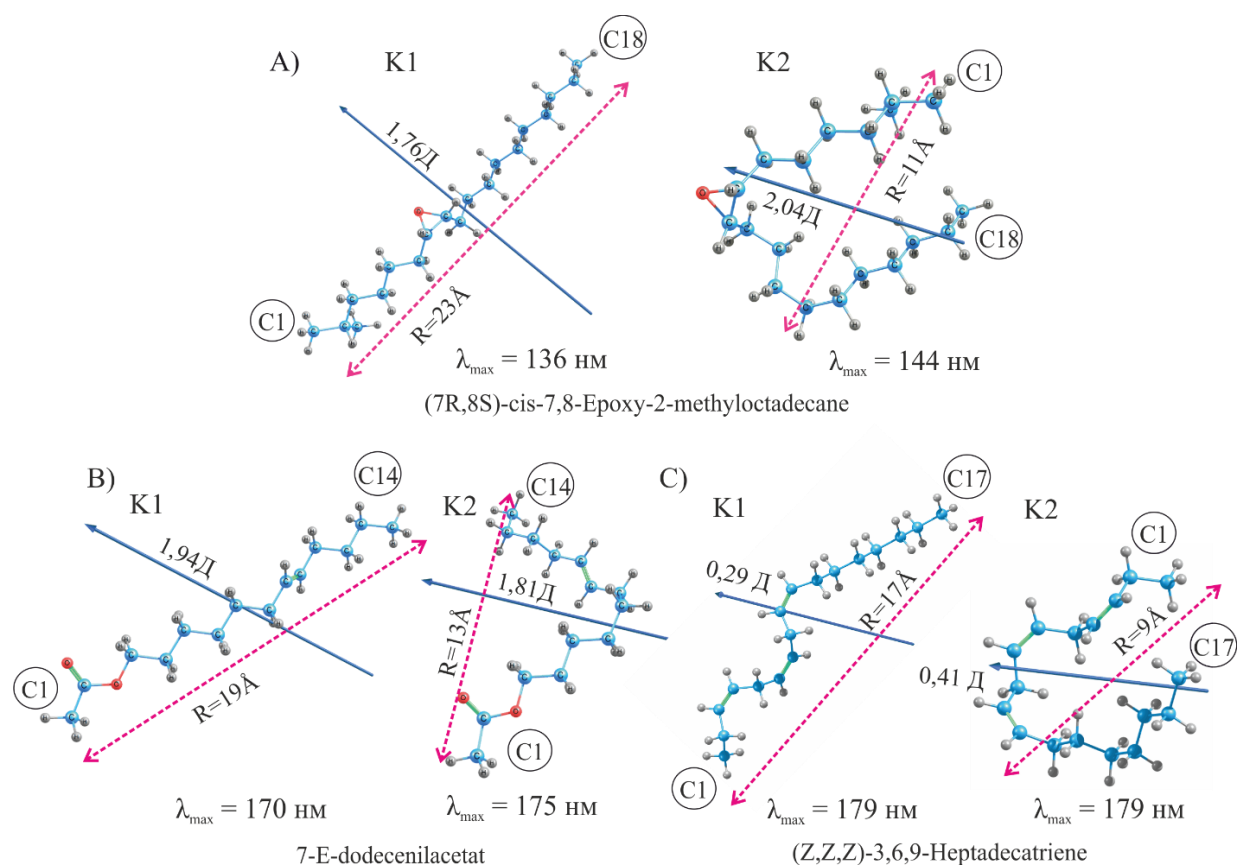 A)
K1
C18
1,76Д
R=23Å
C1
λmax = 136 нм
K2
C1
R=11Å
2,04Д
C18
λmax = 144 нм
(7R,8S)-cis-7,8-Epoxy-2-methyloctadecane
B)
K1
C14
1,94Д
R=19Å
C1
λmax = 170 нм
K2
C14
1,81Д
R=13Å
C1
λmax = 175 нм
7-E-dodecenilacetat
C)
K1
C17
0,29 Д
R=17Å
C1
λmax = 179 нм
K2
C1
R=9Å
C17
0,41 Д
λmax = 179 нм
(Z,Z,Z)-3,6,9-Heptadecatriene